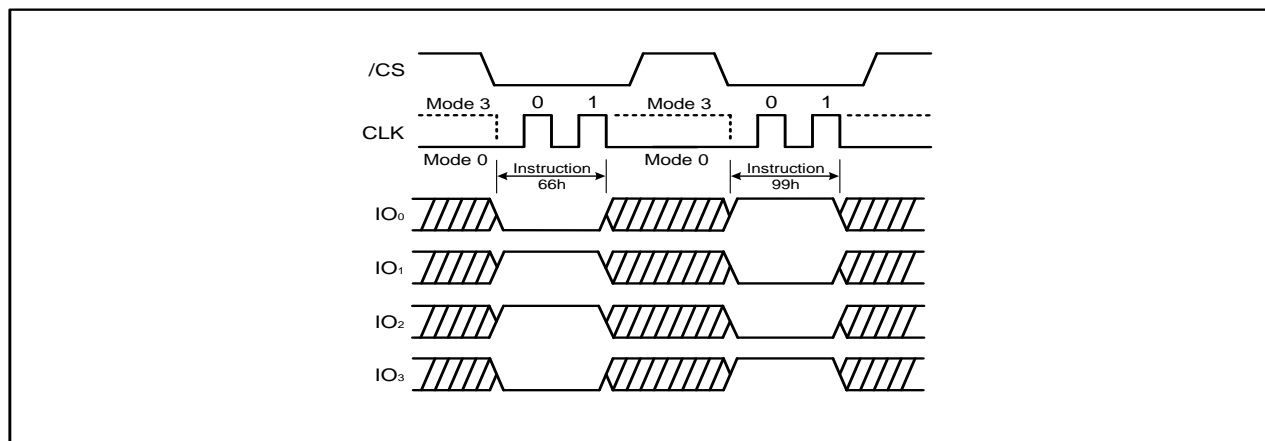 /CS
Mode 3 0 1 Mode 3 0 1
CLK
Mode 0 Mode 0
Instruction Instruction
66h 99h
IO₀
IO₁
IO₂
IO₃